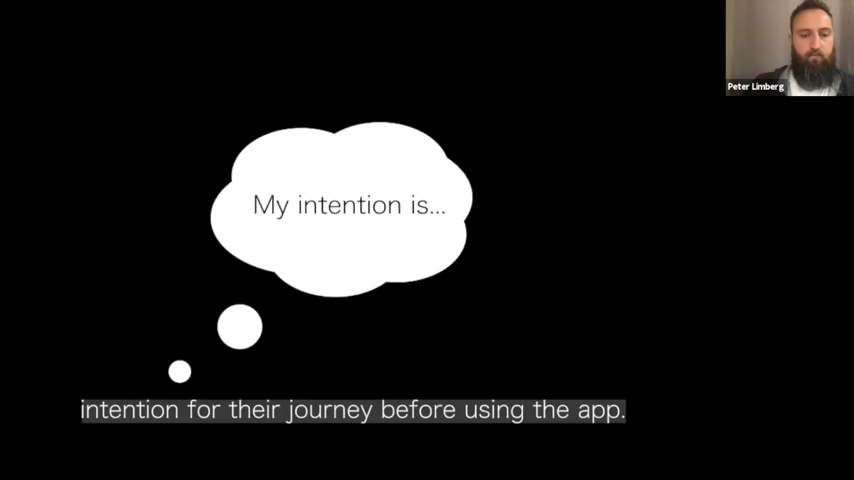 Peter Limberg
My intention is...
intention for their journey before using the app.